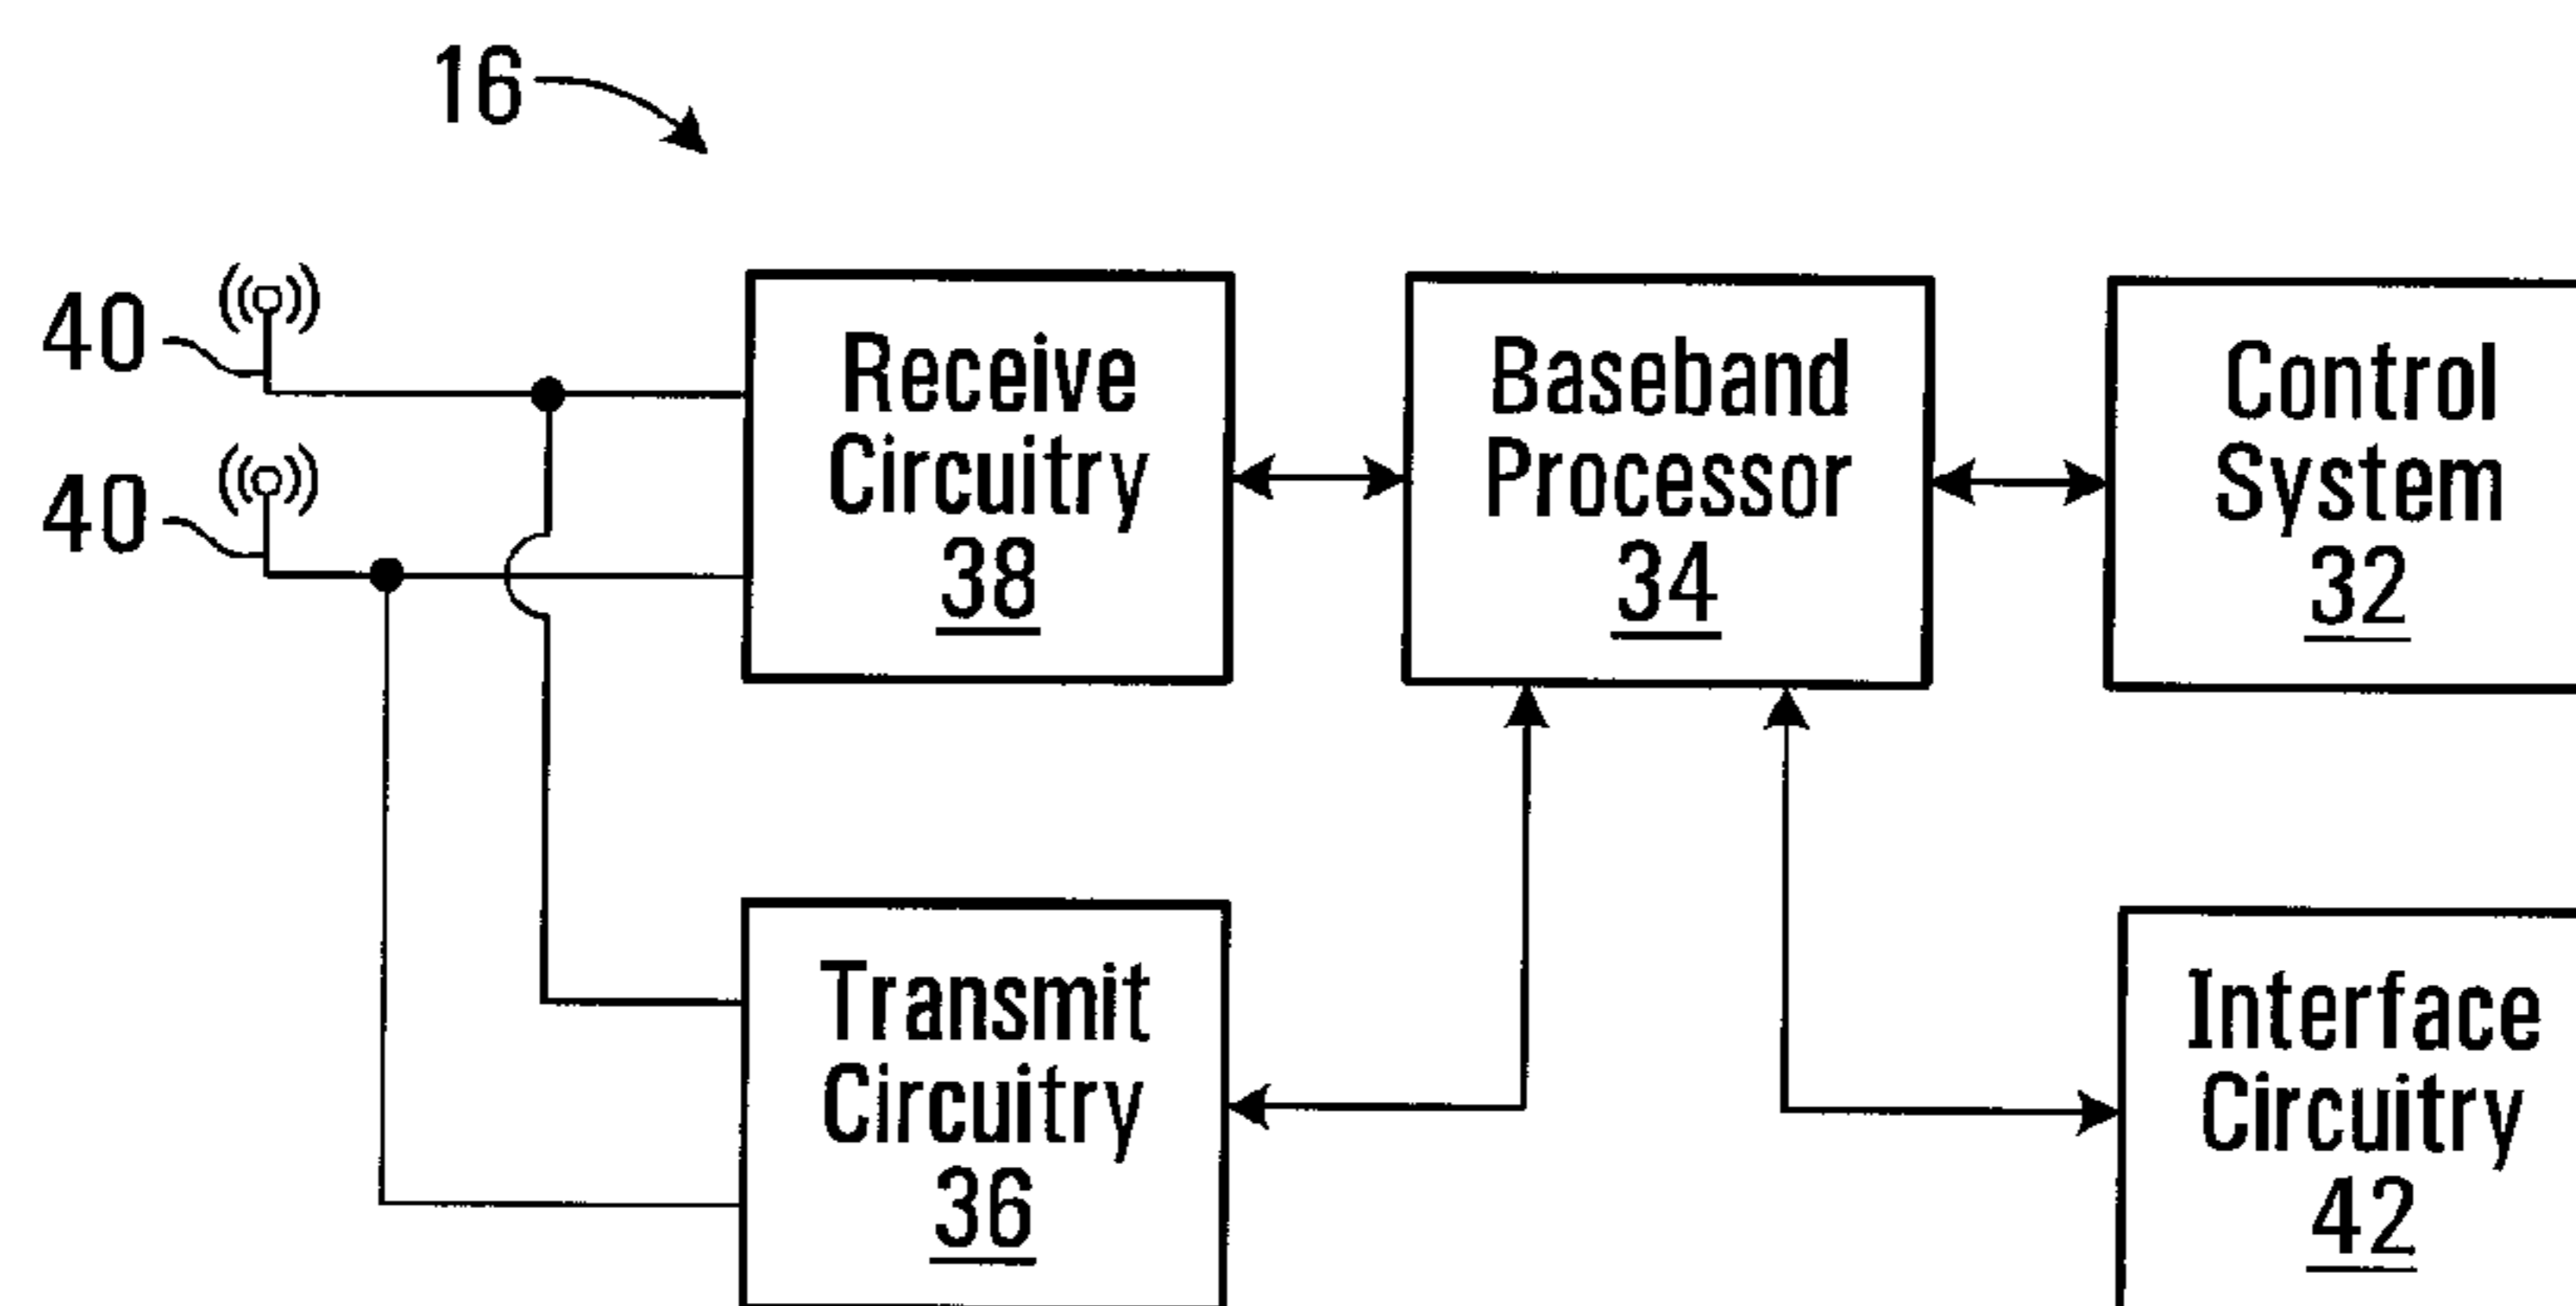 16
40
40
Receive
Circuitry
38
Baseband
Processor
34
Control
System
32
Transmit
Circuitry
36
Interface
Circuitry
42